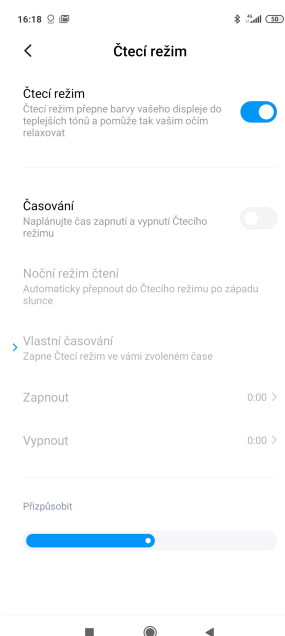 16:18
4G
50
Čtecí režim
Čtecí režim
Čtecí režim přepne barvy vašeho displeje do
teplejších tónů a pomůže tak vašim očím
relaxovat
Časování
Naplánujte čas zapnutí a vypnutí Čtecího
režimu
Noční režim čtení
Automaticky přepnout do Čtecího režimu po západu
slunce
Vlastní časování
Zapne Čtecí režim ve vámi zvoleném čase
Zapnout 0:00
Vypnout 0:00
Přizpůsobit